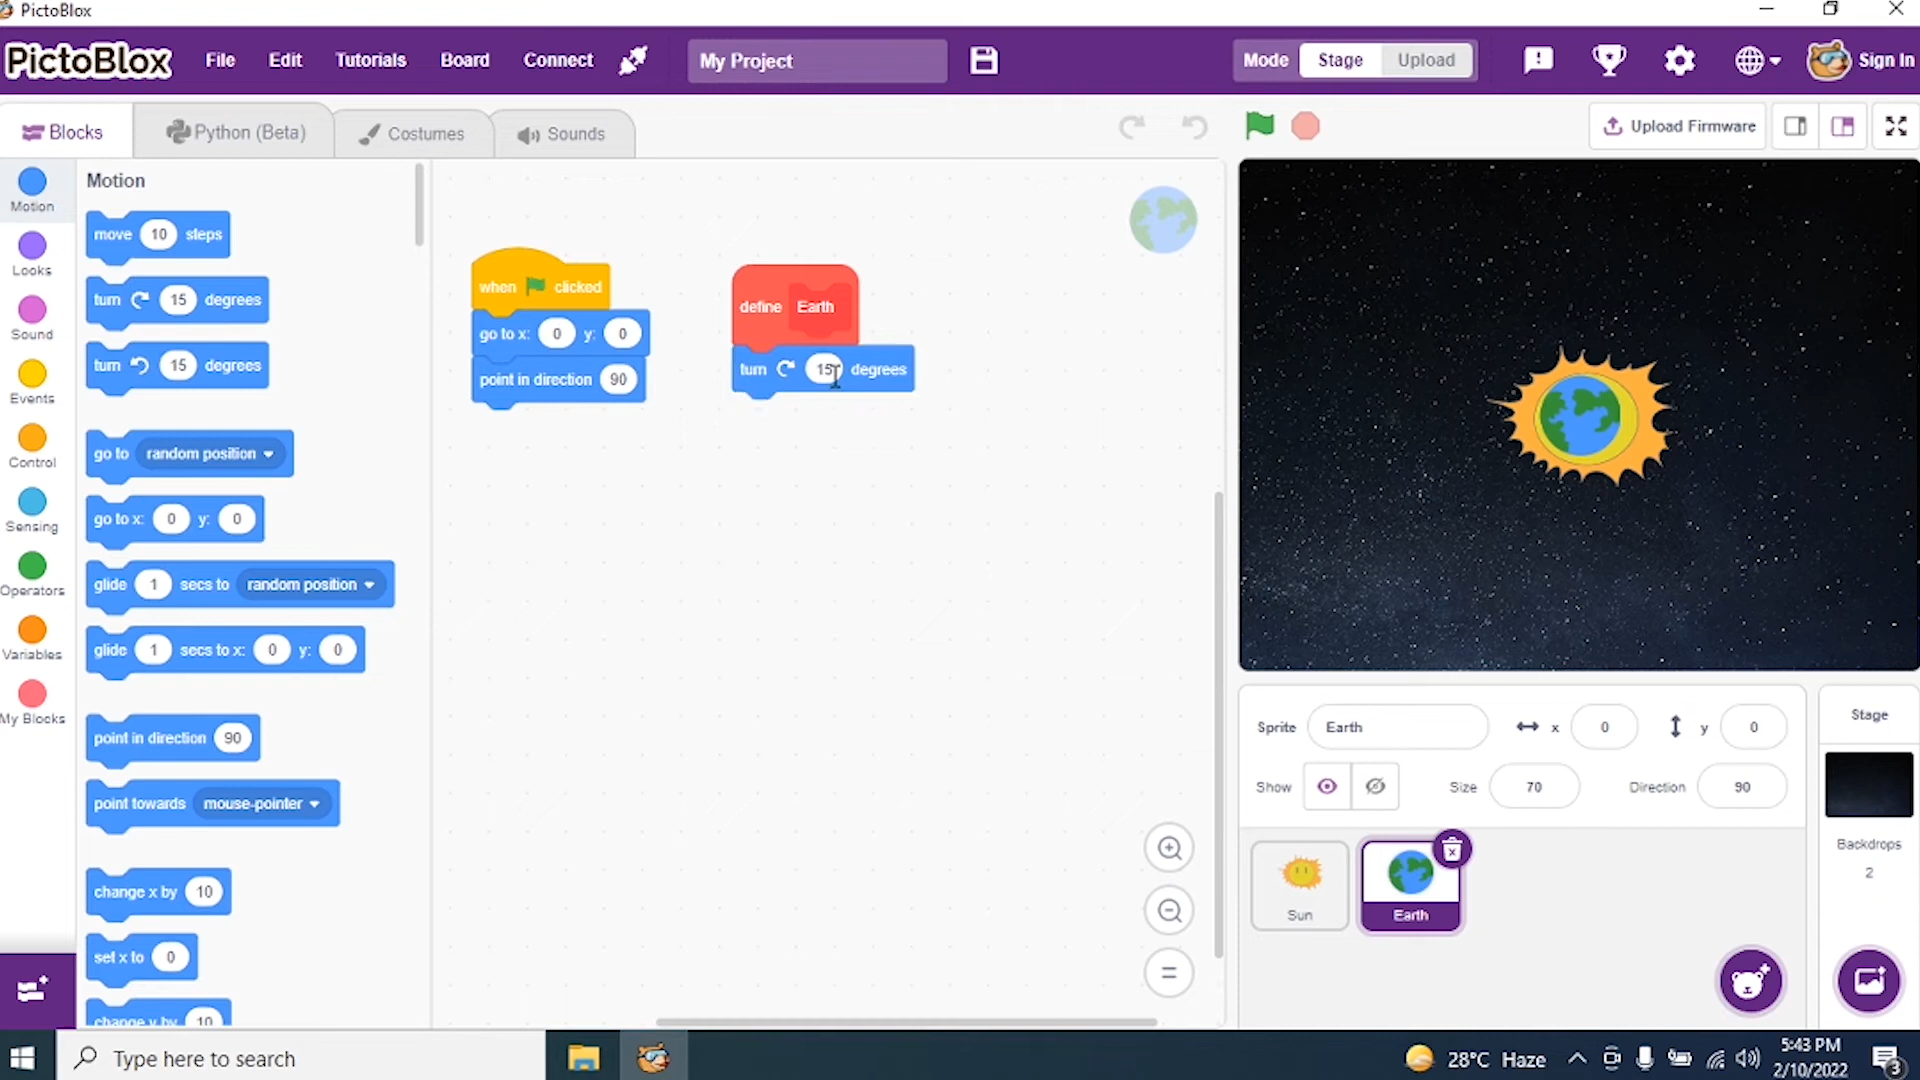 PictoBlox
PictoBlox File Edit Tutorials Board Connect My Project Mode Stage Upload Sign In
Blocks Python (Beta) Costumes Sounds Upload Firmware
Motion
Looks
Sound
Events
Control
Sensing
Operators
Variables
My Blocks
Motion
move 10 steps
turn 15 degrees
turn 15 degrees
go to random position
go to x: 0 y: 0
glide 1 secs to random position
glide 1 secs to x: 0 y: 0
point in direction 90
point towards mouse-pointer
change x by 10
set x to 0
change y by 10
when clicked
go to x: 0 y: 0
point in direction 90
define Earth
turn 15 degrees
Sprite Earth x 0 y 0
Show Size 70 Direction 90
Sun
Earth
Stage
Backdrops
2
Type here to search
28°C Haze
5:43 PM
2/10/2022
3